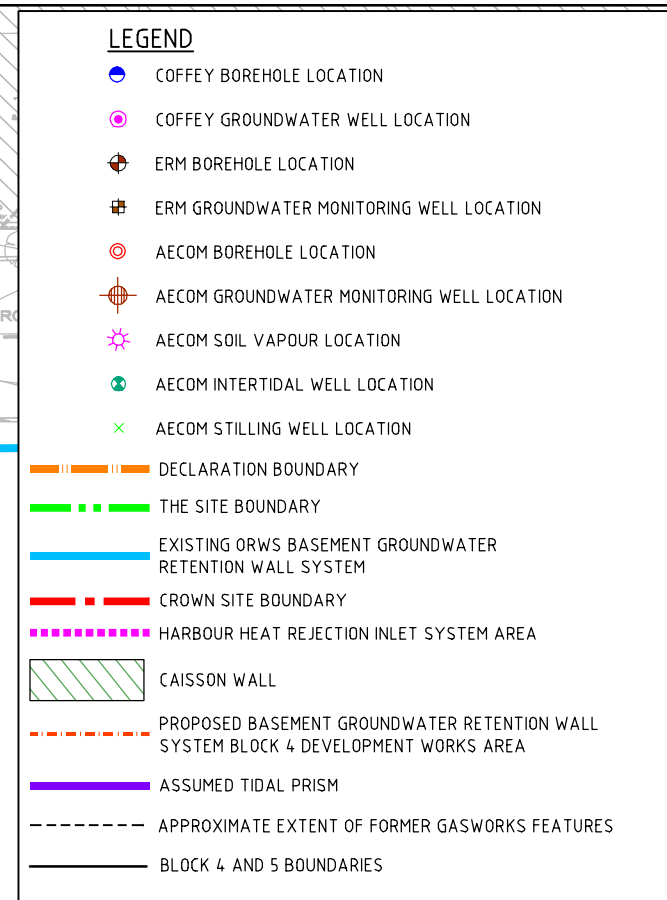 LEGEND
COFFEY BOREHOLE LOCATION
COFFEY GROUNDWATER WELL LOCATION
ERM BOREHOLE LOCATION
ERM GROUNDWATER MONITORING WELL LOCATION
AECOM BOREHOLE LOCATION
AECOM GROUNDWATER MONITORING WELL LOCATION
AECOM SOIL VAPOUR LOCATION
AECOM INTERTIDAL WELL LOCATION
AECOM STILLING WELL LOCATION
DECLARATION BOUNDARY
THE SITE BOUNDARY
EXISTING ORWS BASEMENT GROUNDWATER
RETENTION WALL SYSTEM
CROWN SITE BOUNDARY
HARBOUR HEAT REJECTION INLET SYSTEM AREA
CAISSON WALL
PROPOSED BASEMENT GROUNDWATER RETENTION WALL
SYSTEM BLOCK 4 DEVELOPMENT WORKS AREA
ASSUMED TIDAL PRISM
APPROXIMATE EXTENT OF FORMER GASWORKS FEATURES
BLOCK 4 AND 5 BOUNDARIES